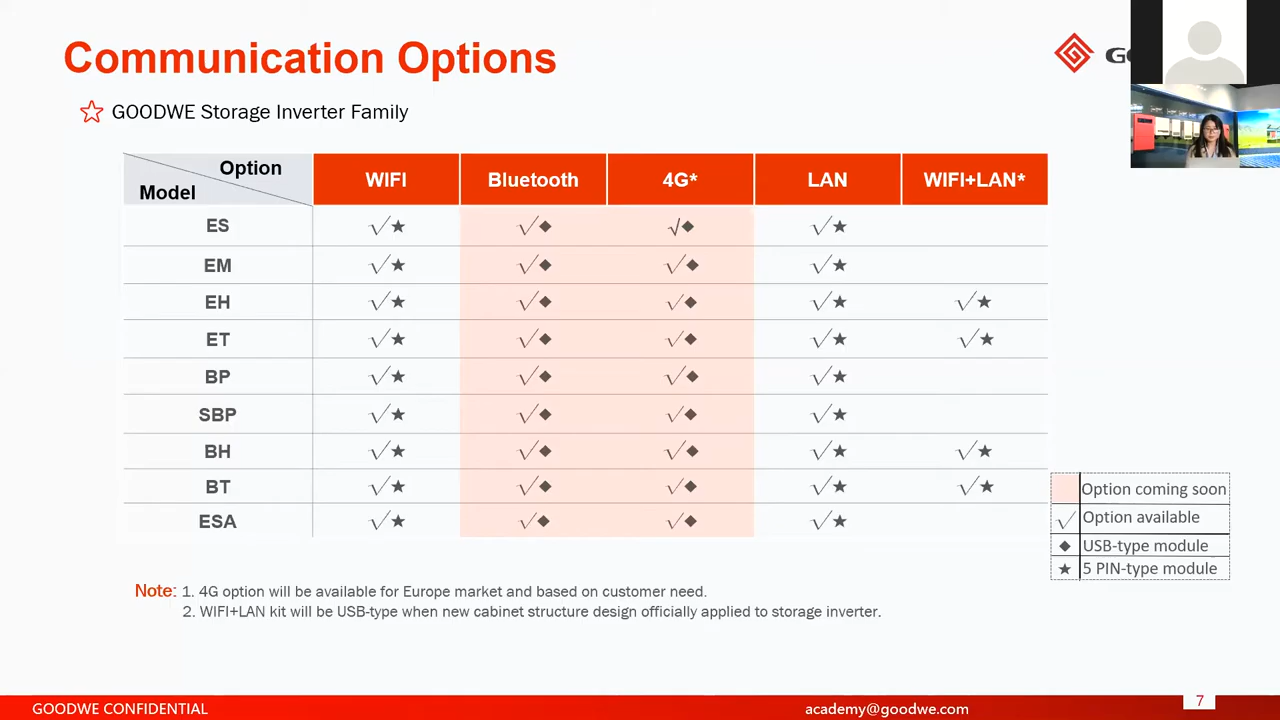 Communication Options
☆ GOODWE Storage Inverter Family
Option
Model
WIFI Bluetooth 4G* LAN WIFI+LAN*
ES √★ √◆ √◆ √★
EM √★ √◆ √◆ √★
EH √★ √◆ √◆ √★ √★
ET √★ √◆ √◆ √★ √★
BP √★ √◆ √◆ √★
SBP √★ √◆ √◆ √★
BH √★ √◆ √◆ √★ √★
BT √★ √◆ √◆ √★ √★
ESA √★ √◆ √◆ √★
Option coming soon
√ Option available
◆ USB-type module
★ 5 PIN-type module
Note: 1. 4G option will be available for Europe market and based on customer need.
2. WIFI+LAN kit will be USB-type when new cabinet structure design officially applied to storage inverter.
GOODWE CONFIDENTIAL
academy@goodwe.com
7